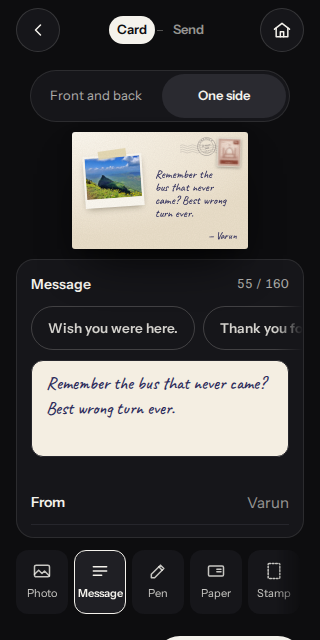 Card
Send
Front and back
One side
Remember the
bus that never
came? Best wrong
turn ever.
– Varun
Message
55 / 160
Wish you were here.
Thank you fo
Remember the bus that never came?
Best wrong turn ever.
From
Varun
Photo
Message
Pen
Paper
Stamp